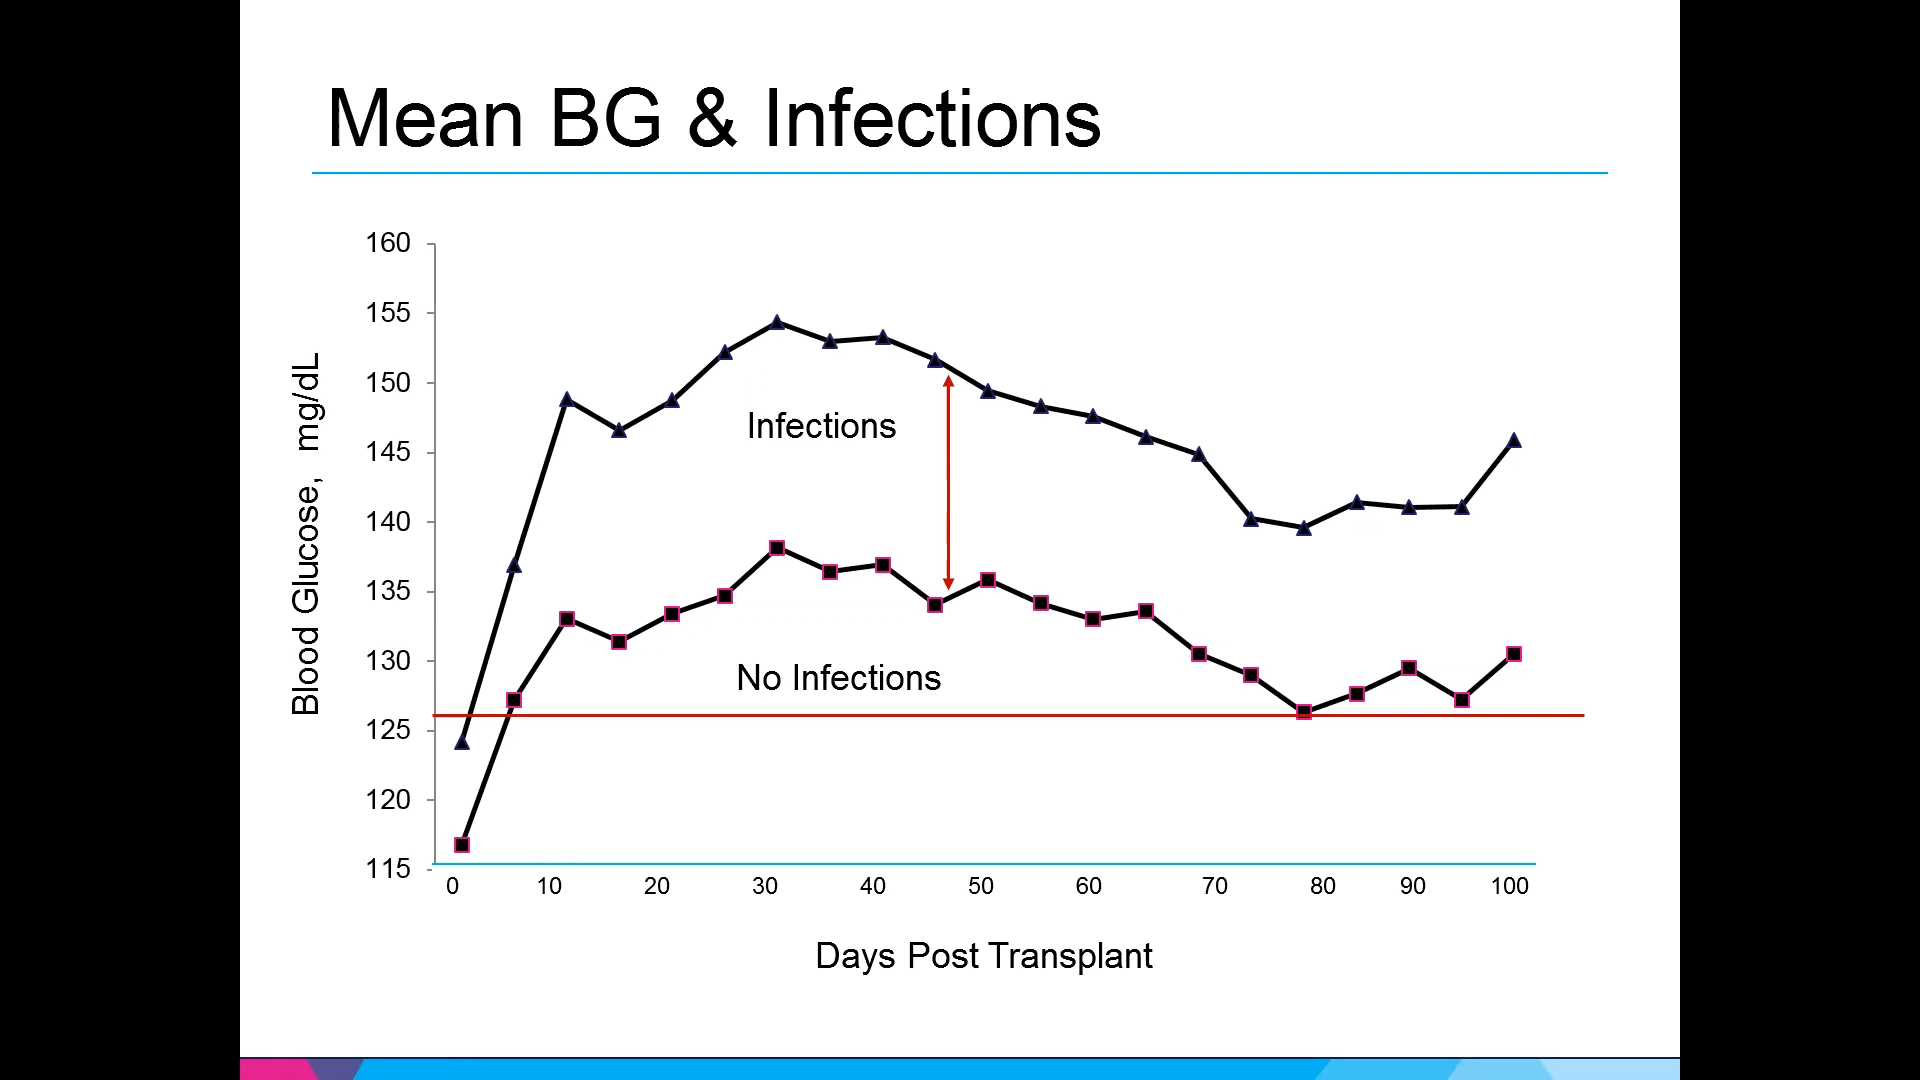 Mean BG & Infections
160
155
150
145
140
135
130
125
120
115
Blood Glucose, mg/dL
Infections
No Infections
0 10 20 30 40 50 60 70 80 90 100
Days Post Transplant